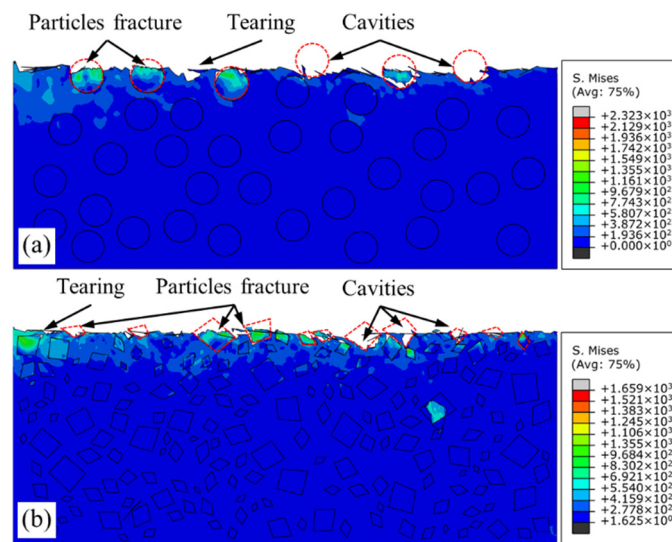 (a)
Particles fracture
Tearing
Cavities
S. Mises
(Avg: 75%)
+2.323×10³
+2.129×10³
+1.936×10³
+1.742×10³
+1.549×10³
+1.355×10³
+1.161×10³
+9.679×10²
+7.743×10²
+5.807×10²
+3.872×10²
+1.936×10²
+0.000×10⁰
Tearing
Particles fracture
Cavities
S. Mises
(Avg: 75%)
+1.659×10³
+1.521×10³
+1.383×10³
+1.245×10³
+1.106×10³
+1.355×10³
+9.684×10²
+8.302×10²
+6.921×10²
+5.540×10²
+4.159×10²
+2.778×10²
+1.625×10⁰
(b)